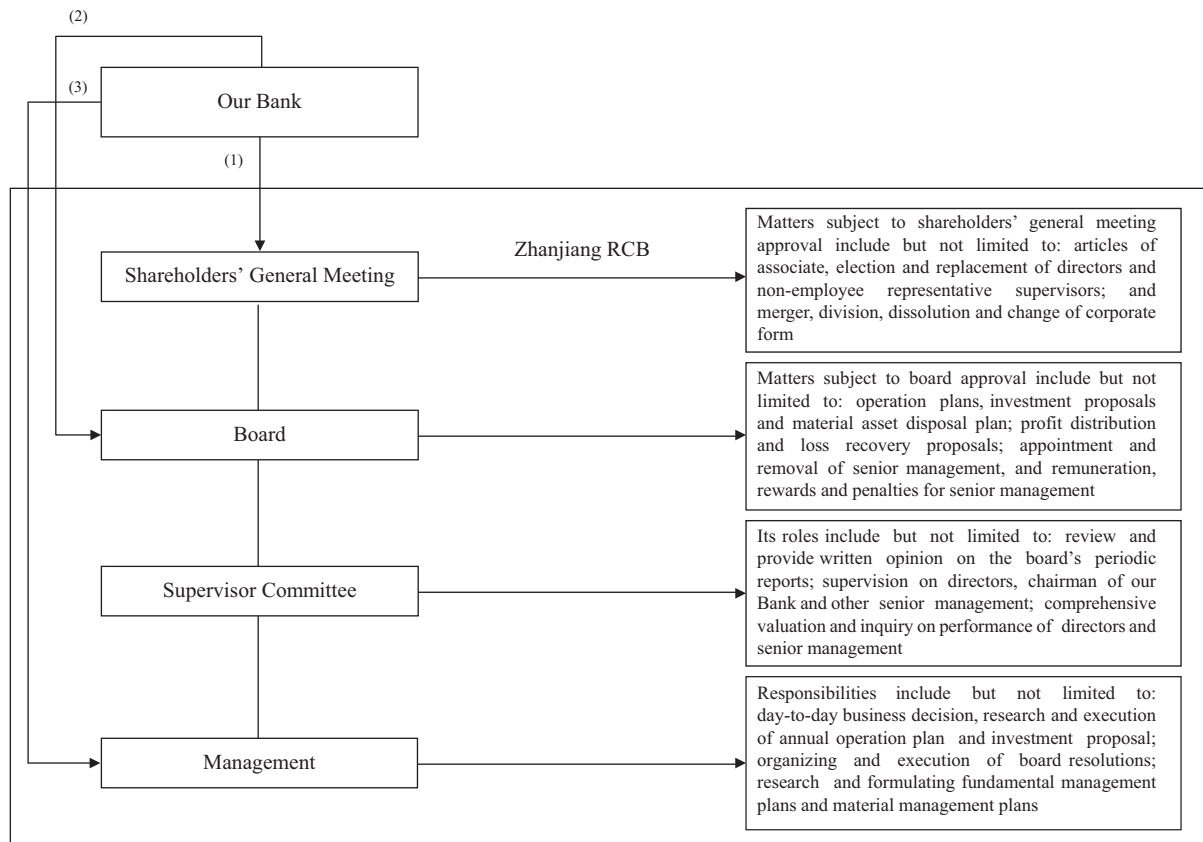 (2)
(3)
Our Bank
(1)
Shareholders’ General Meeting
Zhanjiang RCB
Matters subject to shareholders’ general meeting
approval include but not limited to: articles of
associate, election and replacement of directors and
non-employee representative supervisors; and
merger, division, dissolution and change of corporate
form
Board
Matters subject to board approval include but not
limited to: operation plans, investment proposals
and material asset disposal plan; profit distribution
and loss recovery proposals; appointment and
removal of senior management, and remuneration,
rewards and penalties for senior management
Supervisor Committee
Its roles include but not limited to: review and
provide written opinion on the board’s periodic
reports; supervision on directors, chairman of our
Bank and other senior management; comprehensive
valuation and inquiry on performance of directors and
senior management
Management
Responsibilities include but not limited to:
day-to-day business decision, research and execution
of annual operation plan and investment proposal;
organizing and execution of board resolutions;
research and formulating fundamental management
plans and material management plans